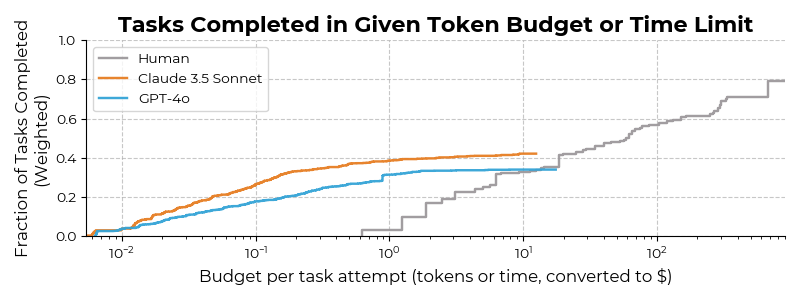 Tasks Completed in Given Token Budget or Time Limit
Fraction of Tasks Completed
(Weighted)
1.0
0.8
0.6
0.4
0.2
0.0
Human
Claude 3.5 Sonnet
GPT-4o
10⁻²
10⁻¹
10⁰
10¹
10²
Budget per task attempt (tokens or time, converted to $)